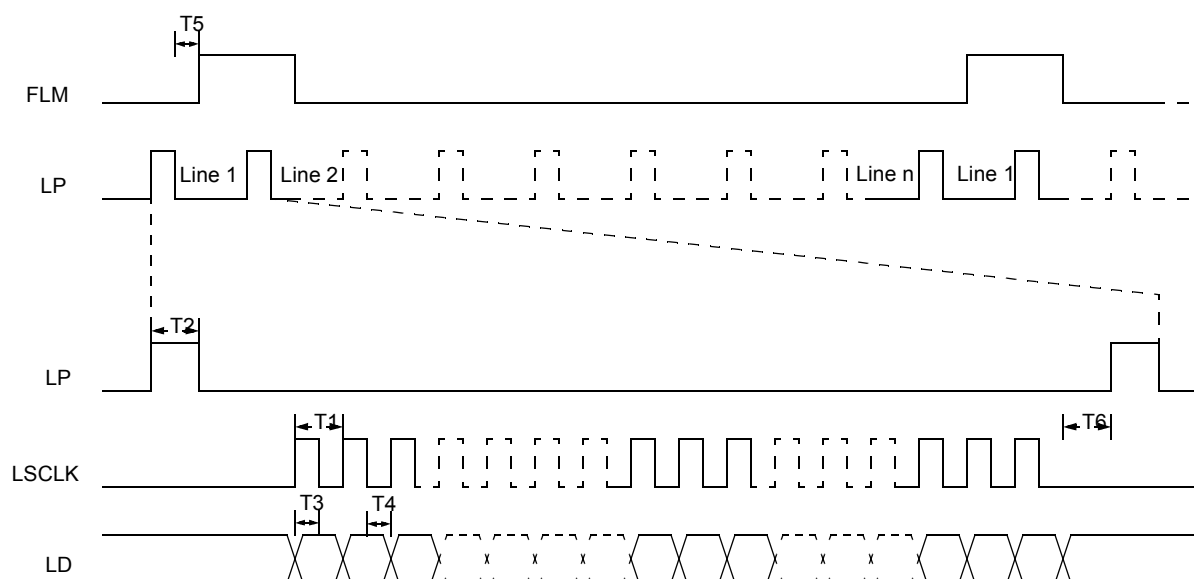 T5
FLM
LP Line 1 Line 2 Line n Line 1
T2
LP
T1 T6
LSCLK
T3 T4
LD